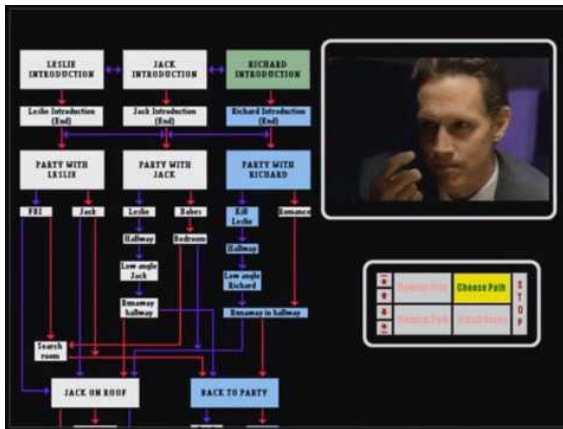 LESLIE
INTRODUCTION
JACK
INTRODUCTION
RICHARD
INTRODUCTION
Leslie Introduction
(End)
Jack Introduction
(End)
Richard Introduction
(End)
PARTY WITH
LESLIE
PARTY WITH
JACK
PARTY WITH
RICHARD
FBI
Jack
Leslie
Babes
Kill
Leslie
Romance
Hallway
Bedroom
Hallway
Low angle
Jack
Low angle
Richard
Runaway
hallway
Runaway in hallway
Search
room
JACK ON ROOF
BACK TO PARTY
Choose Path
STOP